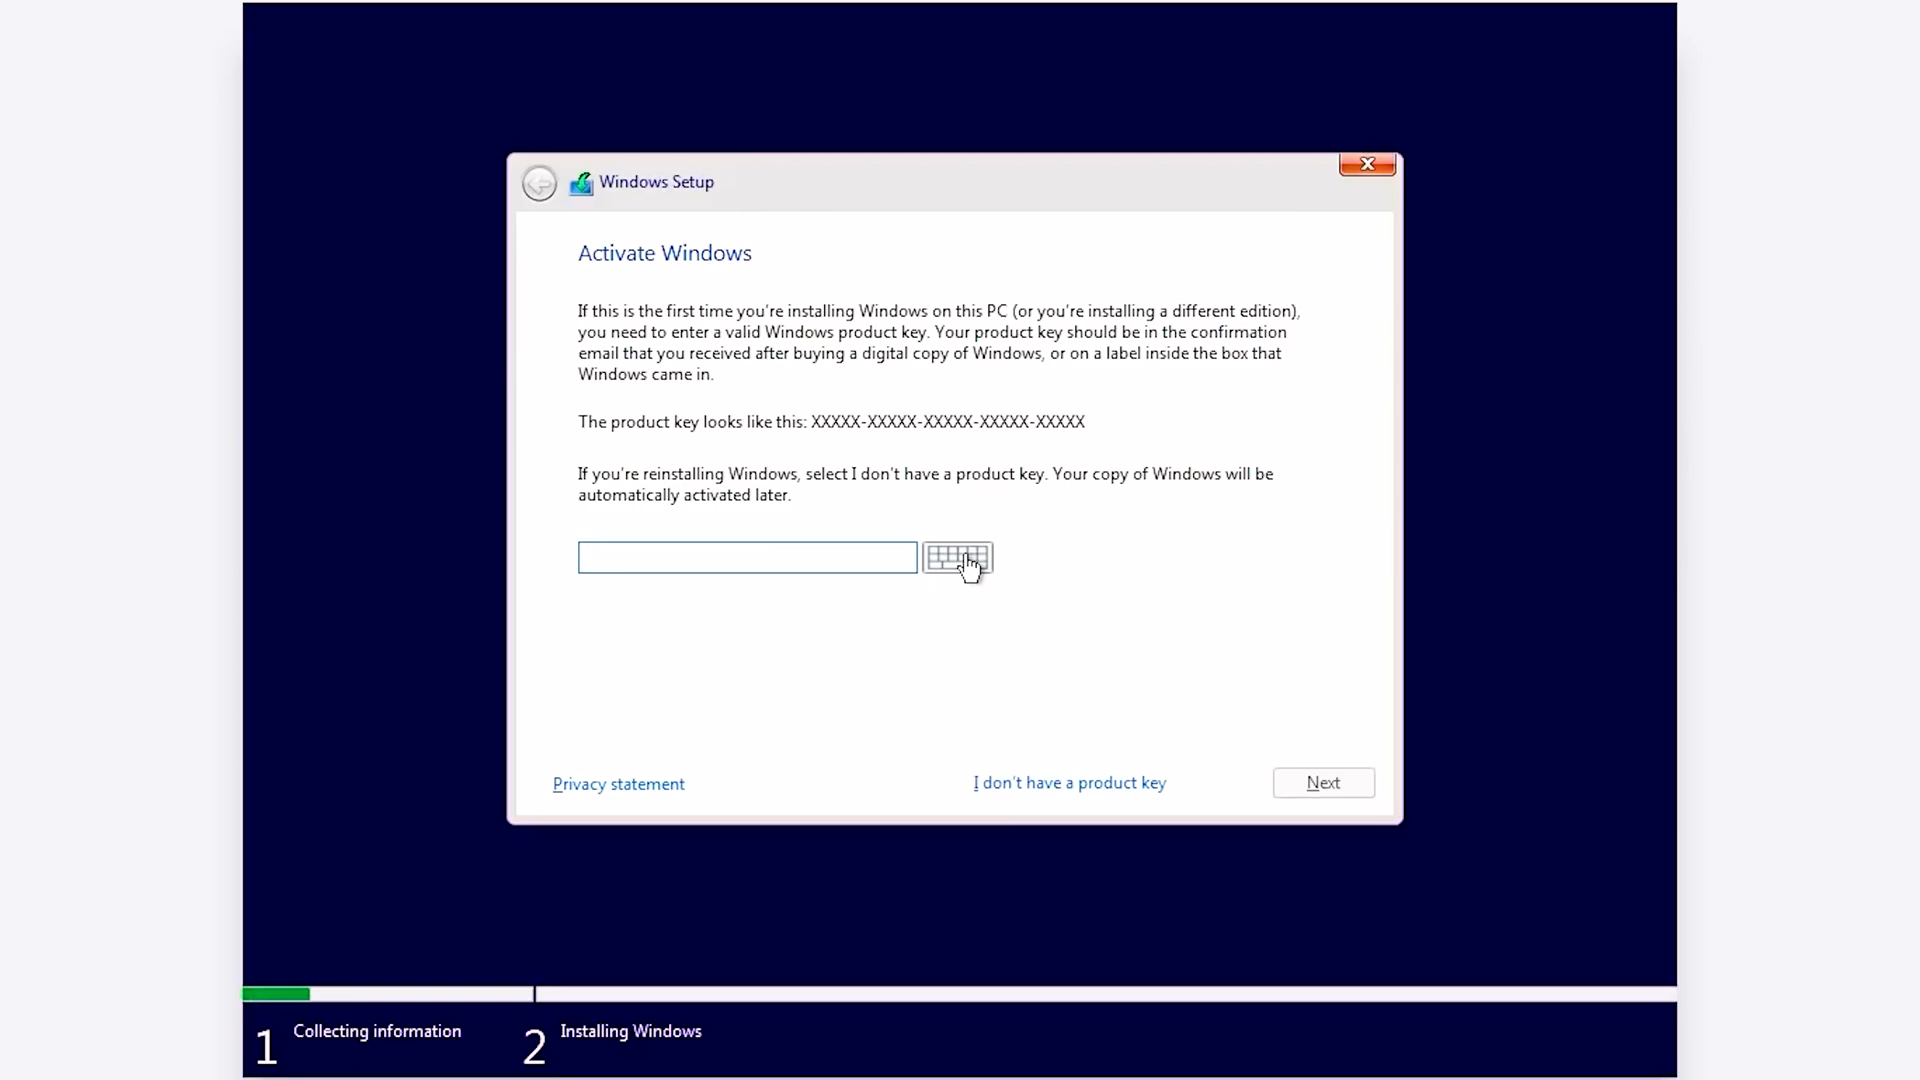 Windows Setup
Activate Windows
If this is the first time you're installing Windows on this PC (or you're installing a different edition),
you need to enter a valid Windows product key. Your product key should be in the confirmation
email that you received after buying a digital copy of Windows, or on a label inside the box that
Windows came in.
The product key looks like this: XXXXX-XXXXX-XXXXX-XXXXX-XXXXX
If you're reinstalling Windows, select I don't have a product key. Your copy of Windows will be
automatically activated later.
Privacy statement
I don't have a product key
Next
1 Collecting information
2 Installing Windows